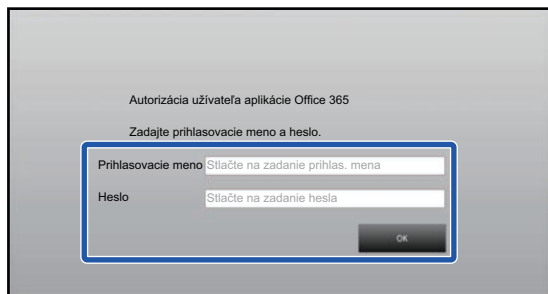 Autorizácia užívateľa aplikácie Office 365
Zadajte prihlasovacie meno a heslo.
Prihlasovacie meno Stlačte na zadanie prihlas. mena
Heslo Stlačte na zadanie hesla
OK